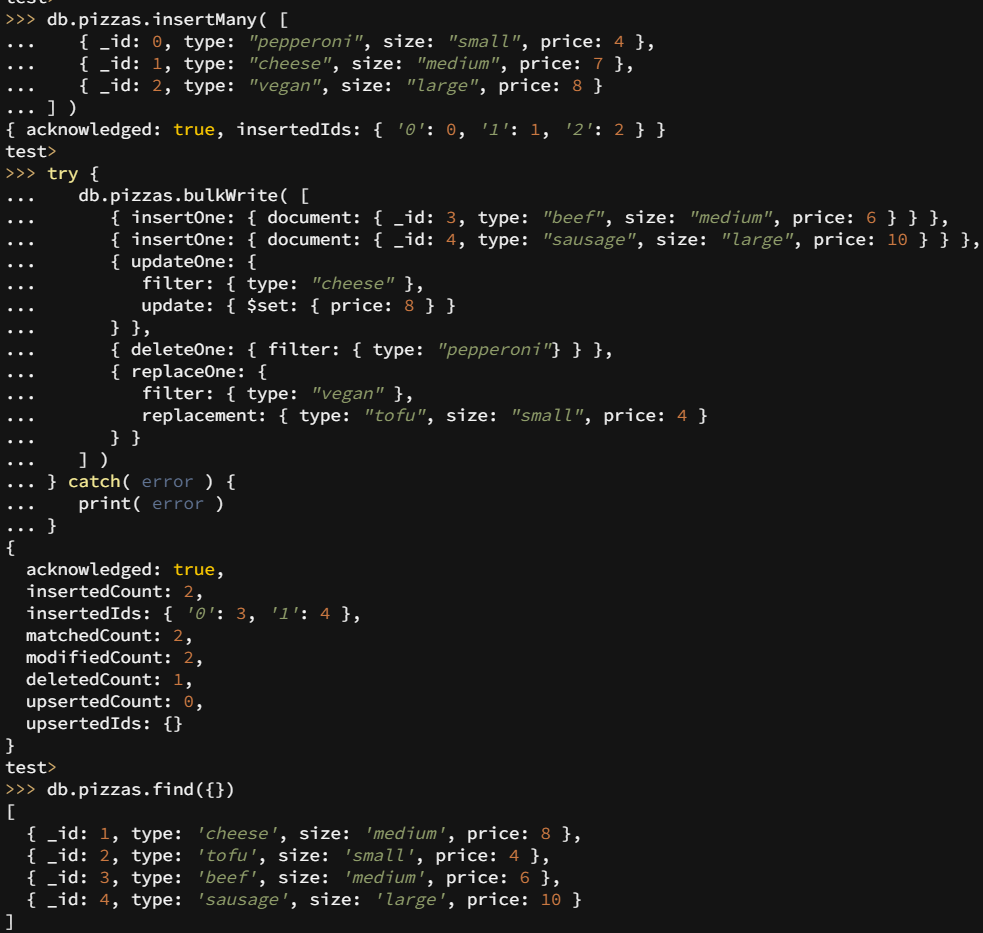 test>
>>> db.pizzas.insertMany( [
...    { _id: 0, type: "pepperoni", size: "small", price: 4 },
...    { _id: 1, type: "cheese", size: "medium", price: 7 },
...    { _id: 2, type: "vegan", size: "large", price: 8 }
... ] )
{ acknowledged: true, insertedIds: { '0': 0, '1': 1, '2': 2 } }
test>
>>> try {
...    db.pizzas.bulkWrite( [
...       { insertOne: { document: { _id: 3, type: "beef", size: "medium", price: 6 } } },
...       { insertOne: { document: { _id: 4, type: "sausage", size: "large", price: 10 } } },
...       { updateOne: {
...          filter: { type: "cheese" },
...          update: { $set: { price: 8 } }
...       } },
...       { deleteOne: { filter: { type: "pepperoni"} } },
...       { replaceOne: {
...          filter: { type: "vegan" },
...          replacement: { type: "tofu", size: "small", price: 4 }
...       } }
...    ] )
... } catch( error ) {
...    print( error )
... }
{
  acknowledged: true,
  insertedCount: 2,
  insertedIds: { '0': 3, '1': 4 },
  matchedCount: 2,
  modifiedCount: 2,
  deletedCount: 1,
  upsertedCount: 0,
  upsertedIds: {}
}
test>
>>> db.pizzas.find({})
[
  { _id: 1, type: 'cheese', size: 'medium', price: 8 },
  { _id: 2, type: 'tofu', size: 'small', price: 4 },
  { _id: 3, type: 'beef', size: 'medium', price: 6 },
  { _id: 4, type: 'sausage', size: 'large', price: 10 }
]